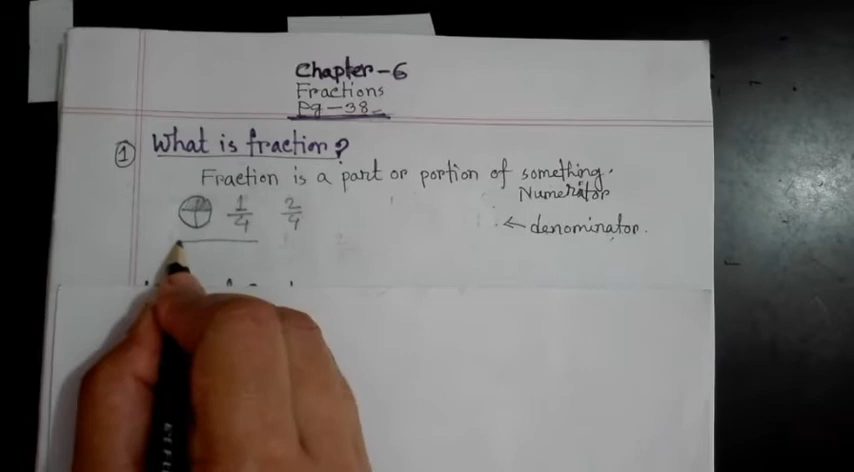 Chapter-6
Fractions
Pg-38
① What is fraction?
Fraction is a part or portion of something.
Numerator
1/4 2/4
← denominator.